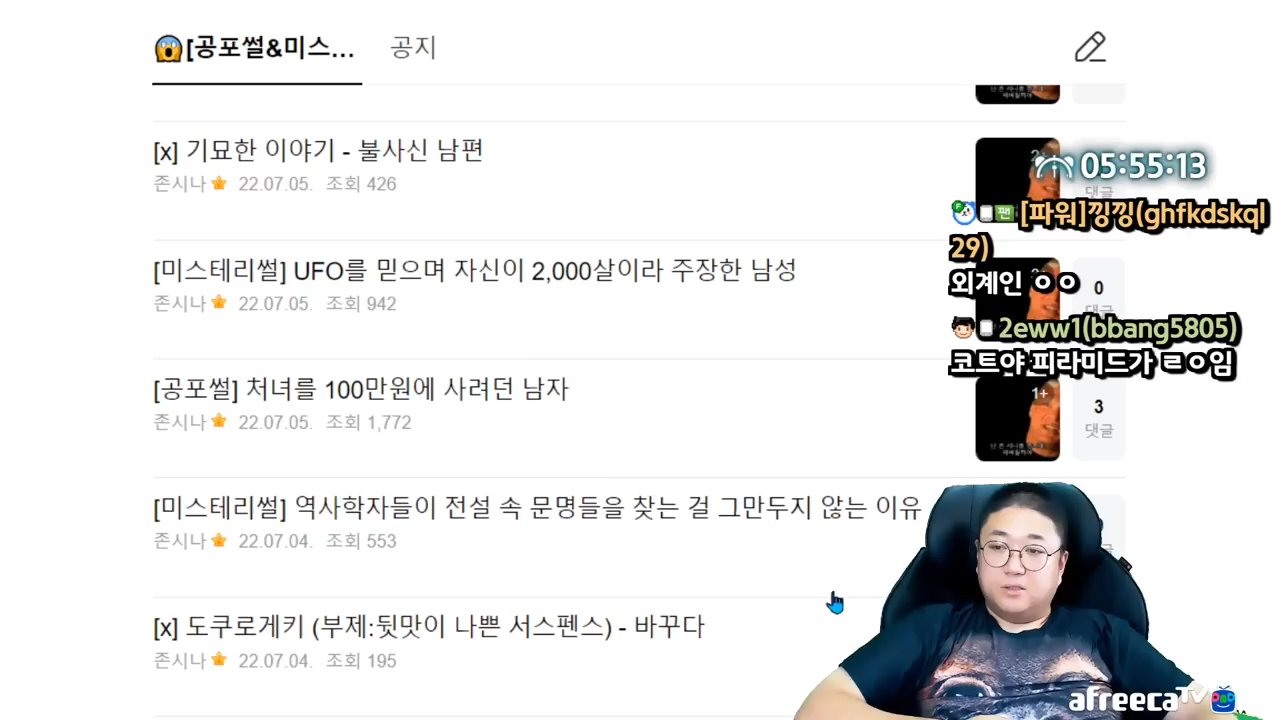 😱[공포썰&미스... 공지
[x] 기묘한 이야기 - 불사신 남편
존시나 22.07.05. 조회 426
05:55:13
댓글
[파워]낑낑(ghfkdskql
29)
[미스테리썰] UFO를 믿으며 자신이 2,000살이라 주장한 남성
존시나 22.07.05. 조회 942
외계인 ㅇㅇ
0
댓글
2eww1(bbang5805)
코트야 피라미드가 ㄹㅇ임
[공포썰] 처녀를 100만원에 사려던 남자
존시나 22.07.05. 조회 1,772
1+
3
댓글
[미스테리썰] 역사학자들이 전설 속 문명들을 찾는 걸 그만두지 않는 이유
존시나 22.07.04. 조회 553
[x] 도쿠로게키 (부제:뒷맛이 나쁜 서스펜스) - 바꾸다
존시나 22.07.04. 조회 195
afreecaTV